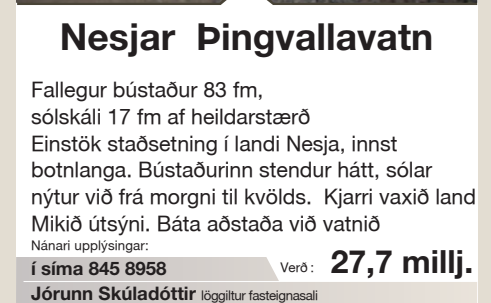 Nesjar Þingvallavatn
Fallegur bústaður 83 fm,
sólskáli 17 fm af heildarstærð
Einstök staðsetning í landi Nesja, innst
botnlanga. Bústaðurinn stendur hátt, sólar
nýtur við frá morgni til kvölds. Kjarri vaxið land
Mikið útsýni. Báta aðstaða við vatnið
Nánari upplýsingar:
í síma 845 8958
Verð: 27,7 millj.
Jórunn Skúladóttir löggiltur fasteignasali